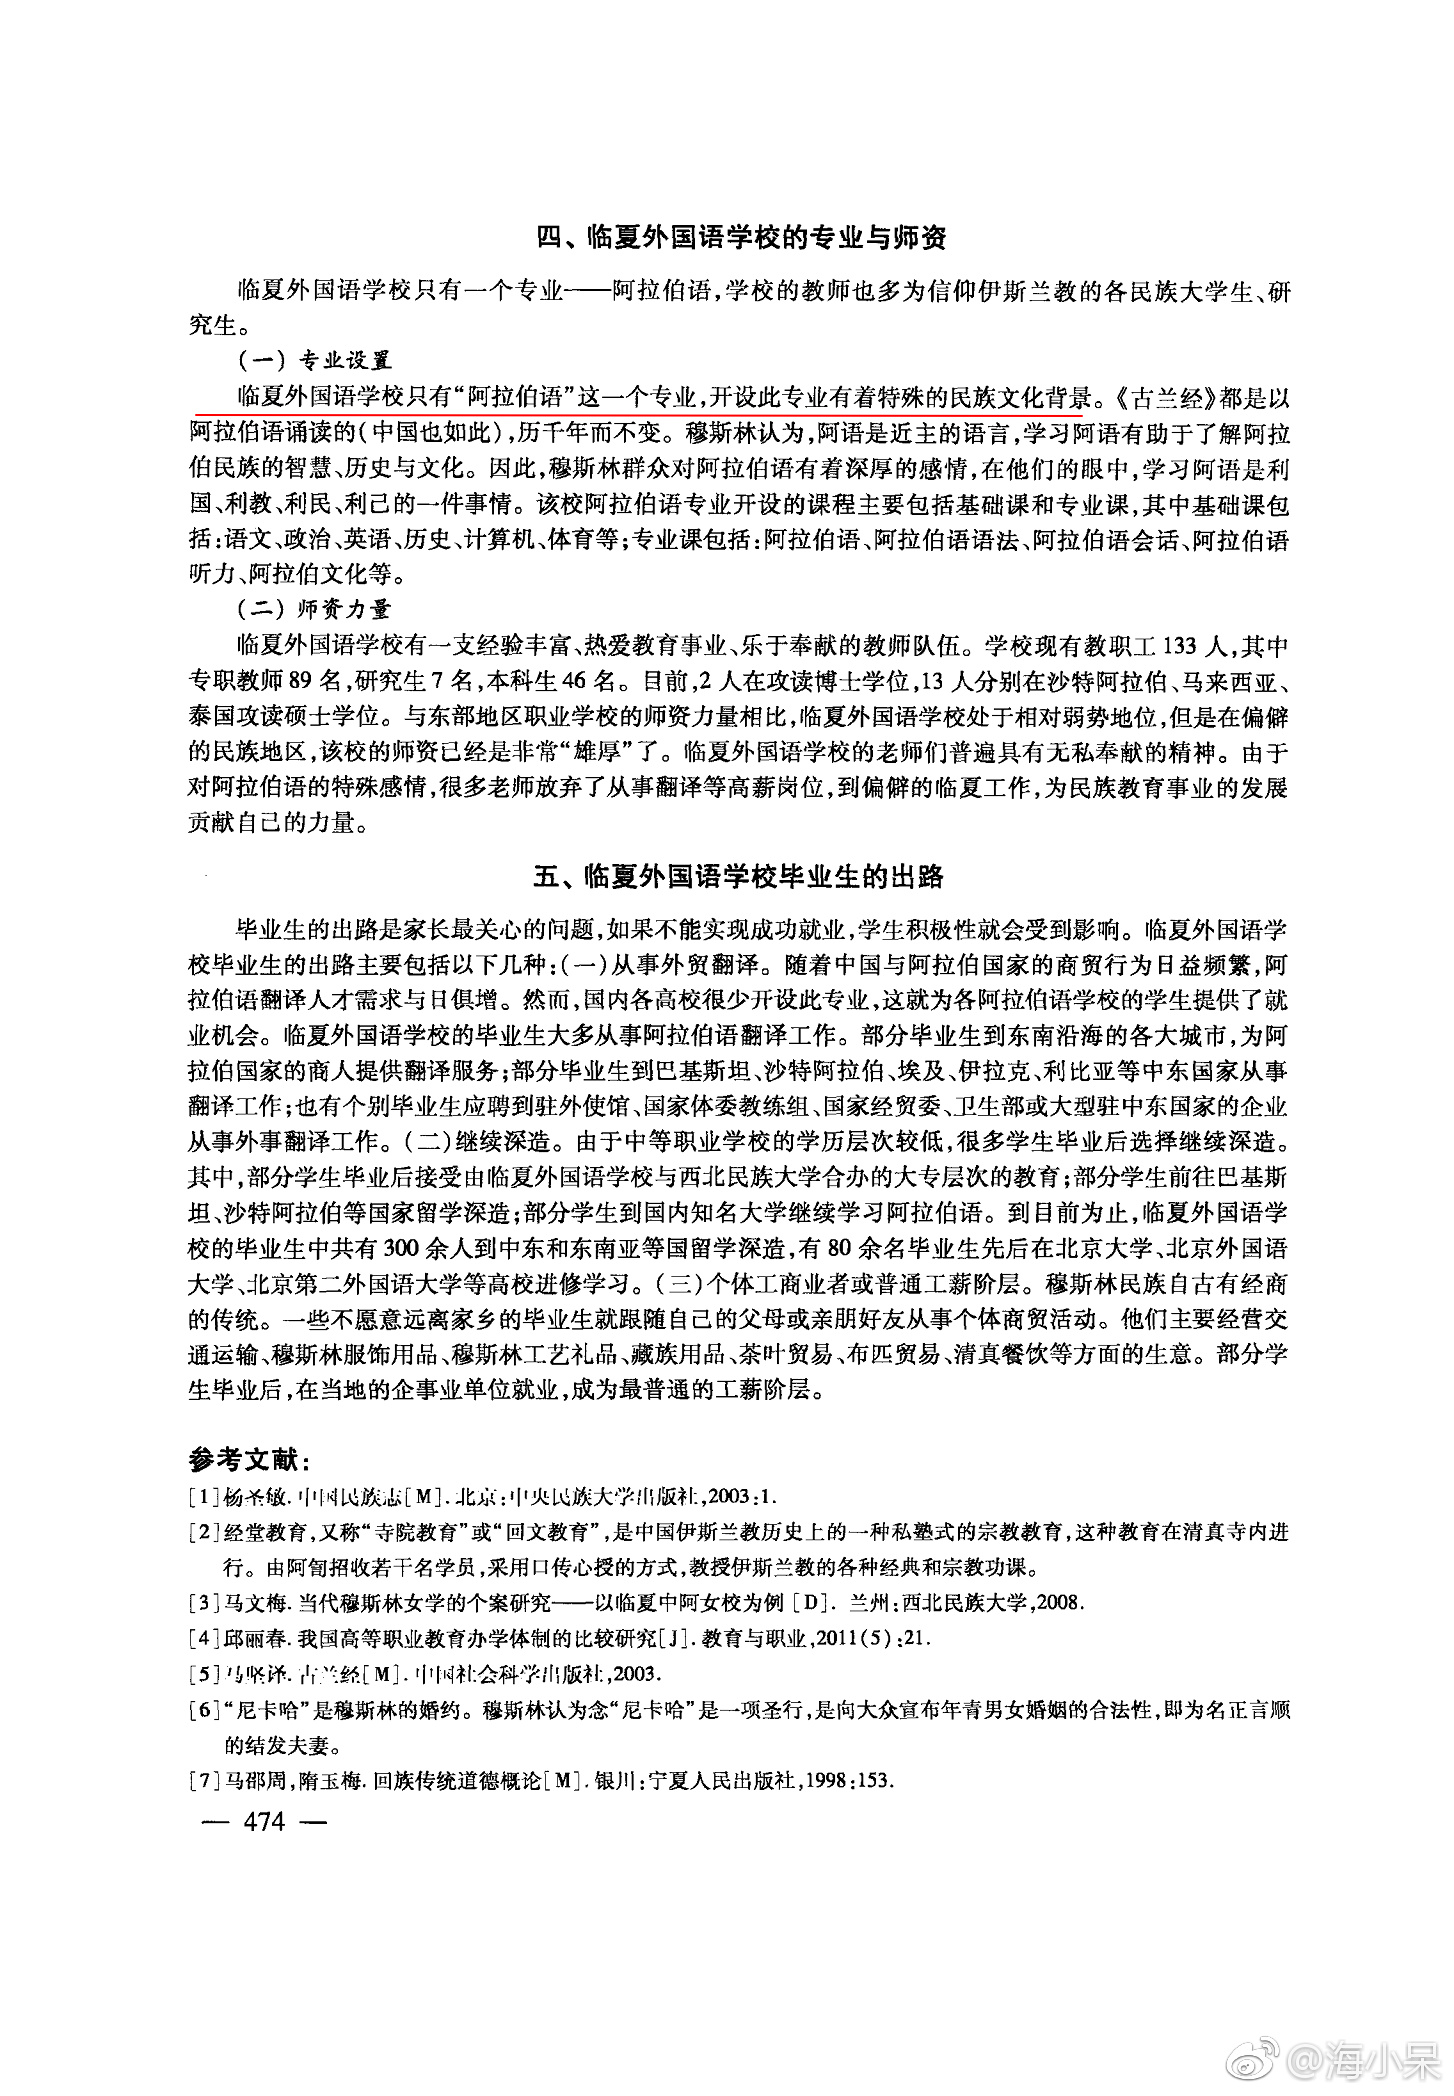 四、临夏外国语学校的专业与师资
临夏外国语学校只有一个专业——阿拉伯语,学校的教师也多为信仰伊斯兰教的各民族大学生、研
究生。
(一) 专业设置
临夏外国语学校只有“阿拉伯语”这一个专业,开设此专业有着特殊的民族文化背景。《古兰经》都是以
阿拉伯语诵读的(中国也如此),历千年而不变。穆斯林认为,阿语是近主的语言,学习阿语有助于了解阿拉
伯民族的智慧、历史与文化。因此,穆斯林群众对阿拉伯语有着深厚的感情,在他们的眼中,学习阿语是利
国、利教、利民、利己的一件事情。该校阿拉伯语专业开设的课程主要包括基础课和专业课,其中基础课包
括:语文、政治、英语、历史、计算机、体育等;专业课包括:阿拉伯语、阿拉伯语语法、阿拉伯语会话、阿拉伯语
听力、阿拉伯文化等。
(二) 师资力量
临夏外国语学校有一支经验丰富、热爱教育事业、乐于奉献的教师队伍。学校现有教职工 133 人,其中
专职教师 89 名,研究生 7 名,本科生 46 名。目前,2 人在攻读博士学位,13 人分别在沙特阿拉伯、马来西亚、
泰国攻读硕士学位。与东部地区职业学校的师资力量相比,临夏外国语学校处于相对弱势地位,但是在偏僻
的民族地区,该校的师资已经是非常“雄厚”了。临夏外国语学校的老师们普遍具有无私奉献的精神。由于
对阿拉伯语的特殊感情,很多老师放弃了从事翻译等高薪岗位,到偏僻的临夏工作,为民族教育事业的发展
贡献自己的力量。
五、临夏外国语学校毕业生的出路
毕业生的出路是家长最关心的问题,如果不能实现成功就业,学生积极性就会受到影响。临夏外国语学
校毕业生的出路主要包括以下几种:(一)从事外贸翻译。随着中国与阿拉伯国家的商贸行为日益频繁,阿
拉伯语翻译人才需求与日俱增。然而,国内各高校很少开设此专业,这就为各阿拉伯语学校的学生提供了就
业机会。临夏外国语学校的毕业生大多从事阿拉伯语翻译工作。部分毕业生到东南沿海的各大城市,为阿
拉伯国家的商人提供翻译服务;部分毕业生到巴基斯坦、沙特阿拉伯、埃及、伊拉克、利比亚等中东国家从事
翻译工作;也有个别毕业生应聘到驻外使馆、国家体委教练组、国家经贸委、卫生部或大型驻中东国家的企业
从事外事翻译工作。(二)继续深造。由于中等职业学校的学历层次较低,很多学生毕业后选择继续深造。
其中,部分学生毕业后接受由临夏外国语学校与西北民族大学合办的大专层次的教育;部分学生前往巴基斯
坦、沙特阿拉伯等国家留学深造;部分学生到国内知名大学继续学习阿拉伯语。到目前为止,临夏外国语学
校的毕业生中共有 300 余人到中东和东南亚等国留学深造,有 80 余名毕业生先后在北京大学、北京外国语
大学、北京第二外国语大学等高校进修学习。(三)个体工商业者或普通工薪阶层。穆斯林民族自古有经商
的传统。一些不愿意远离家乡的毕业生就跟随自己的父母或亲朋好友从事个体商贸活动。他们主要经营交
通运输、穆斯林服饰用品、穆斯林工艺礼品、藏族用品、茶叶贸易、布匹贸易、清真餐饮等方面的生意。部分学
生毕业后,在当地的企事业单位就业,成为最普通的工薪阶层。
参考文献:
[1]杨圣敏. 中国民族志[M]. 北京:中央民族大学出版社,2003:1.
[2]经堂教育,又称“寺院教育”或“回文教育”,是中国伊斯兰教历史上的一种私塾式的宗教教育,这种教育在清真寺内进
行。由阿訇招收若干名学员,采用口传心授的方式,教授伊斯兰教的各种经典和宗教功课。
[3]马文梅. 当代穆斯林女学的个案研究——以临夏中阿女校为例[D]. 兰州:西北民族大学,2008.
[4]邱丽春. 我国高等职业教育办学体制的比较研究[J]. 教育与职业,2011(5):21.
[5]马坚译. 古兰经[M]. 中国社会科学出版社,2003.
[6]“尼卡哈”是穆斯林的婚约。穆斯林认为念“尼卡哈”是一项圣行,是向大众宣布年青男女婚姻的合法性,即为名正言顺
的结发夫妻。
[7]马邵周,隋玉梅. 回族传统道德概论[M]. 银川:宁夏人民出版社,1998:153.
— 474 —
@海小呆